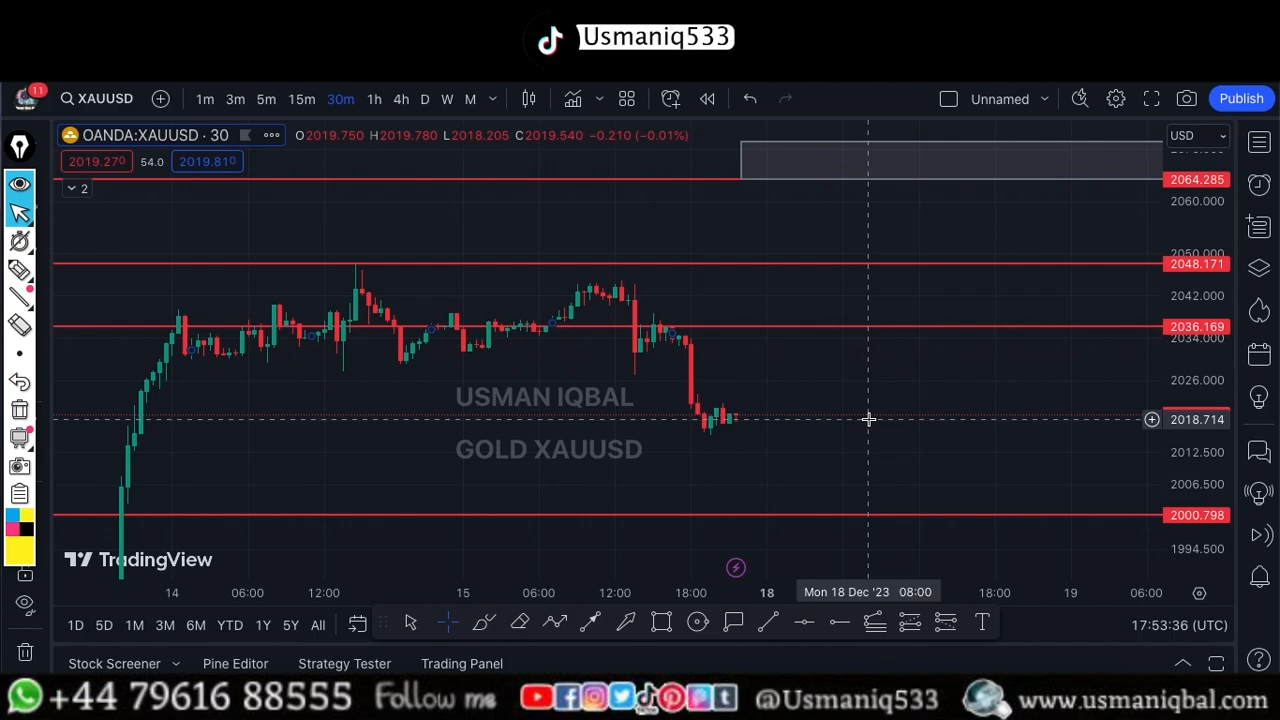 Usmaniq533
11
XAUUSD 1m 3m 5m 15m 30m 1h 4h D W M Unnamed Publish
OANDA:XAUUSD · 30 O2019.750 H2019.780 L2018.205 C2019.540 −0.210 (−0.01%) USD
2019.270 54.0 2019.810
2
2064.285
2060.000
2050.000
2048.171
2042.000
2036.169
2034.000
2026.000
USMAN IQBAL
2018.714
GOLD XAUUSD
2012.500
2006.500
2000.798
1994.500
TradingView
14 06:00 12:00 15 06:00 12:00 18:00 18 Mon 18 Dec '23 08:00 18:00 19 06:00
1D 5D 1M 3M 6M YTD 1Y 5Y All T 17:53:36 (UTC)
Stock Screener Pine Editor Strategy Tester Trading Panel
+44 79616 88555 Follow me @Usmaniq533 www.usmaniqbal.com